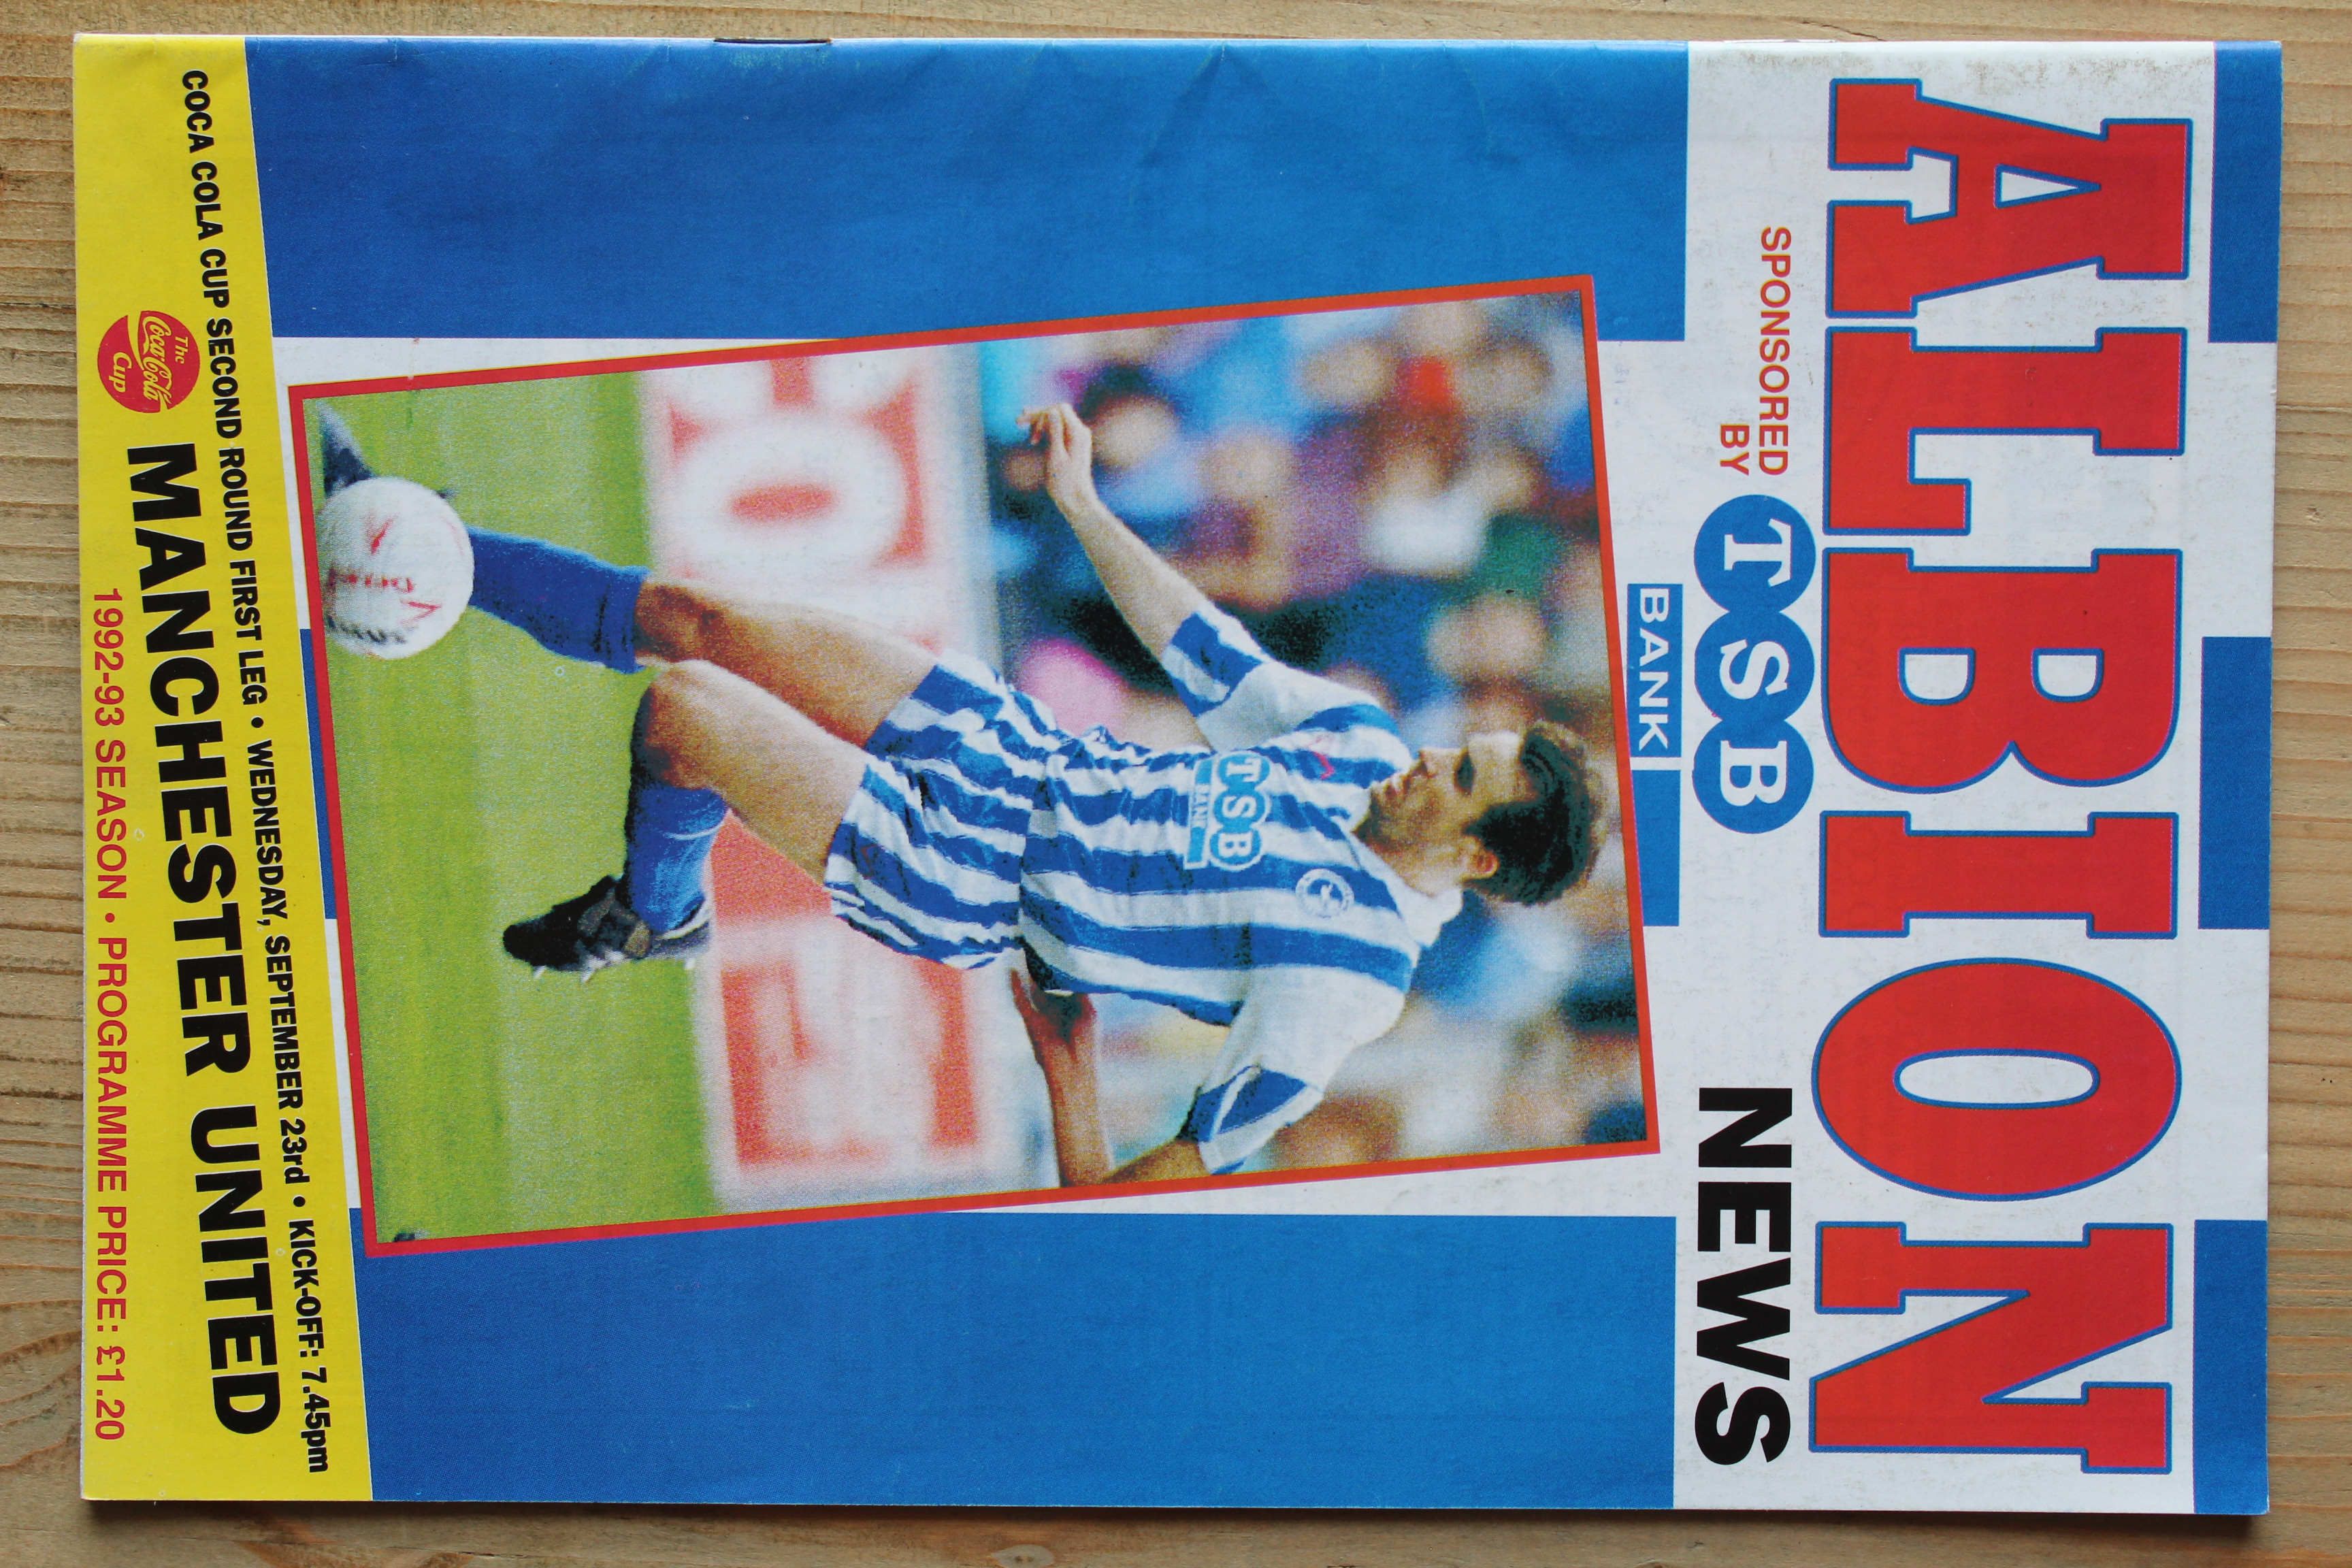 ALBION
SPONSORED
BY
TSB
BANK
NEWS
TSB
BANK
COCA COLA CUP SECOND ROUND FIRST LEG • WEDNESDAY, SEPTEMBER 23rd • KICK-OFF: 7.45pm
The
Coca-Cola
Cup
MANCHESTER UNITED
1992-93 SEASON • PROGRAMME PRICE: £1.20